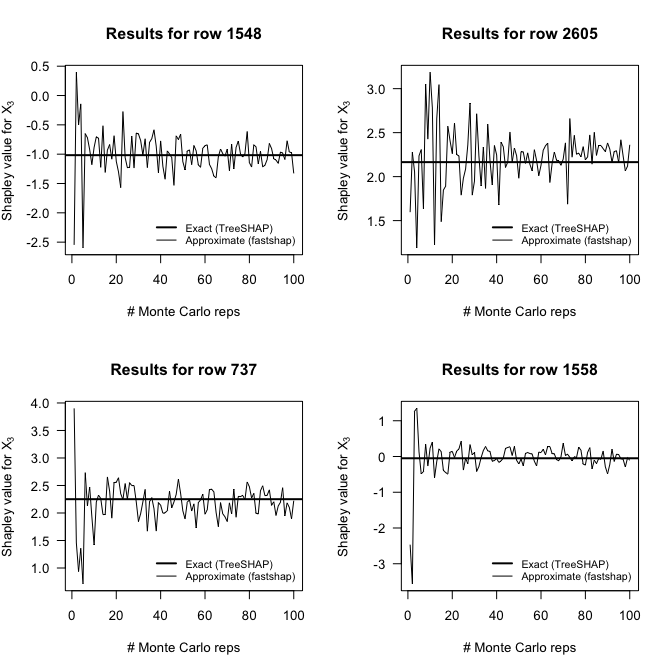 Results for row 1548
Shapley value for X3
0.5
0.0
-0.5
-1.0
-1.5
-2.0
-2.5
Exact (TreeSHAP)
Approximate (fastshap)
0 20 40 60 80 100
# Monte Carlo reps
Results for row 2605
Shapley value for X3
3.0
2.5
2.0
1.5
Exact (TreeSHAP)
Approximate (fastshap)
0 20 40 60 80 100
# Monte Carlo reps
Results for row 737
Shapley value for X3
4.0
3.5
3.0
2.5
2.0
1.5
1.0
Exact (TreeSHAP)
Approximate (fastshap)
0 20 40 60 80 100
# Monte Carlo reps
Results for row 1558
Shapley value for X3
1
0
-1
-2
-3
Exact (TreeSHAP)
Approximate (fastshap)
0 20 40 60 80 100
# Monte Carlo reps